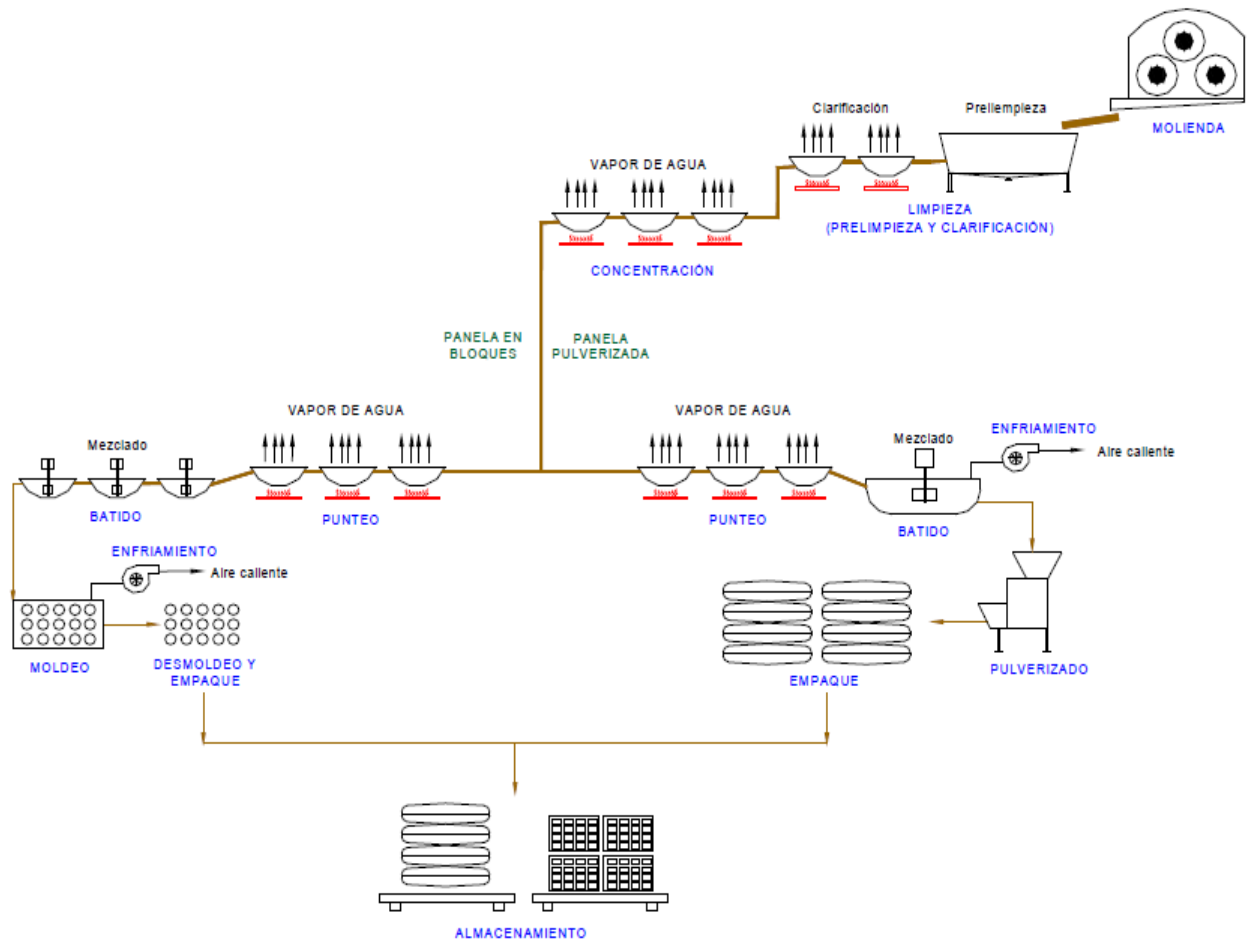 Clarificación
Prelimpieza
MOLIENDA
VAPOR DE AGUA
LIMPIEZA
(PRELIMPIEZA Y CLARIFICACIÓN)
CONCENTRACIÓN
PANELA EN
BLOQUES
PANELA
PULVERIZADA
VAPOR DE AGUA
Mezclado
BATIDO
PUNTEO
VAPOR DE AGUA
Mezclado
ENFRIAMIENTO
Aire caliente
PUNTEO
BATIDO
ENFRIAMIENTO
Aire caliente
MOLDEO
DESMOLDEO Y
EMPAQUE
EMPAQUE
PULVERIZADO
ALMACENAMIENTO